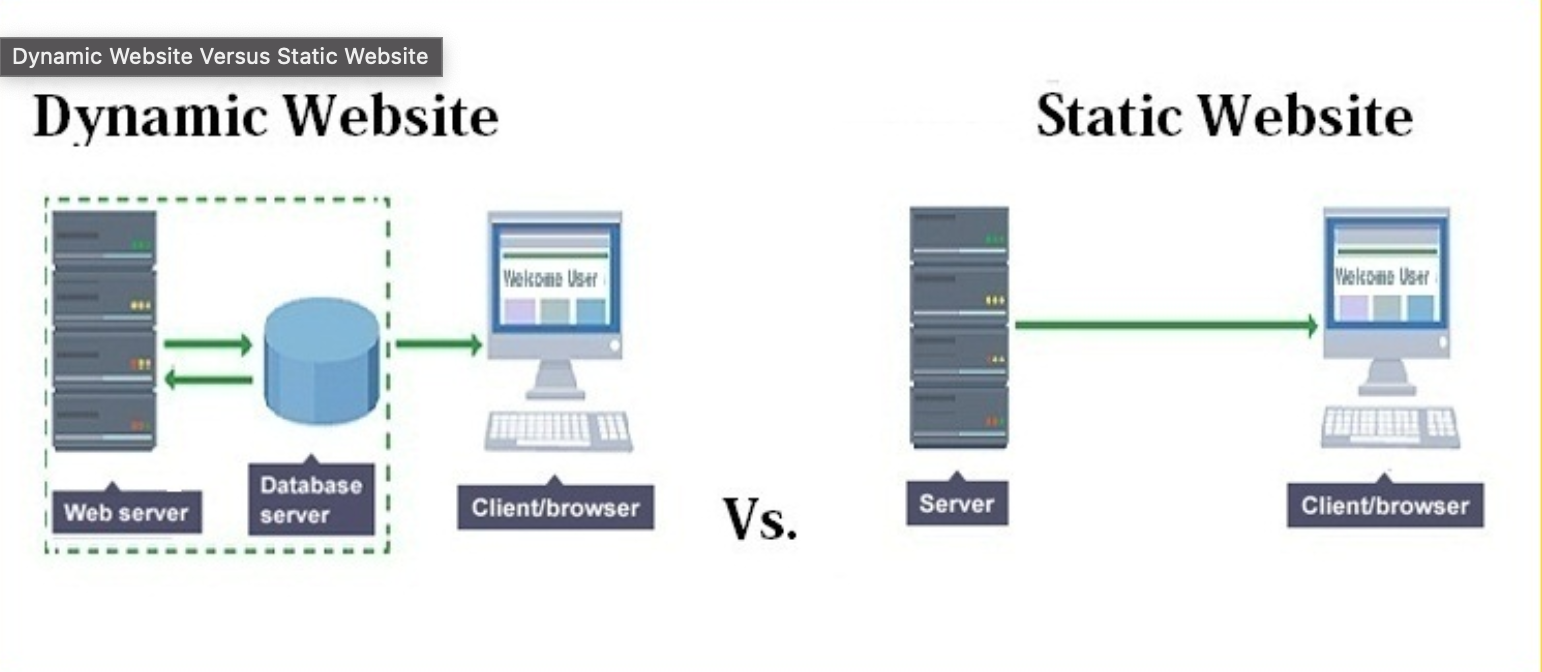 Dynamic Website Versus Static Website
Dynamic Website
Static Website
Welcome User
Welcome User
Web server
Database
server
Client/browser
Vs.
Server
Client/browser